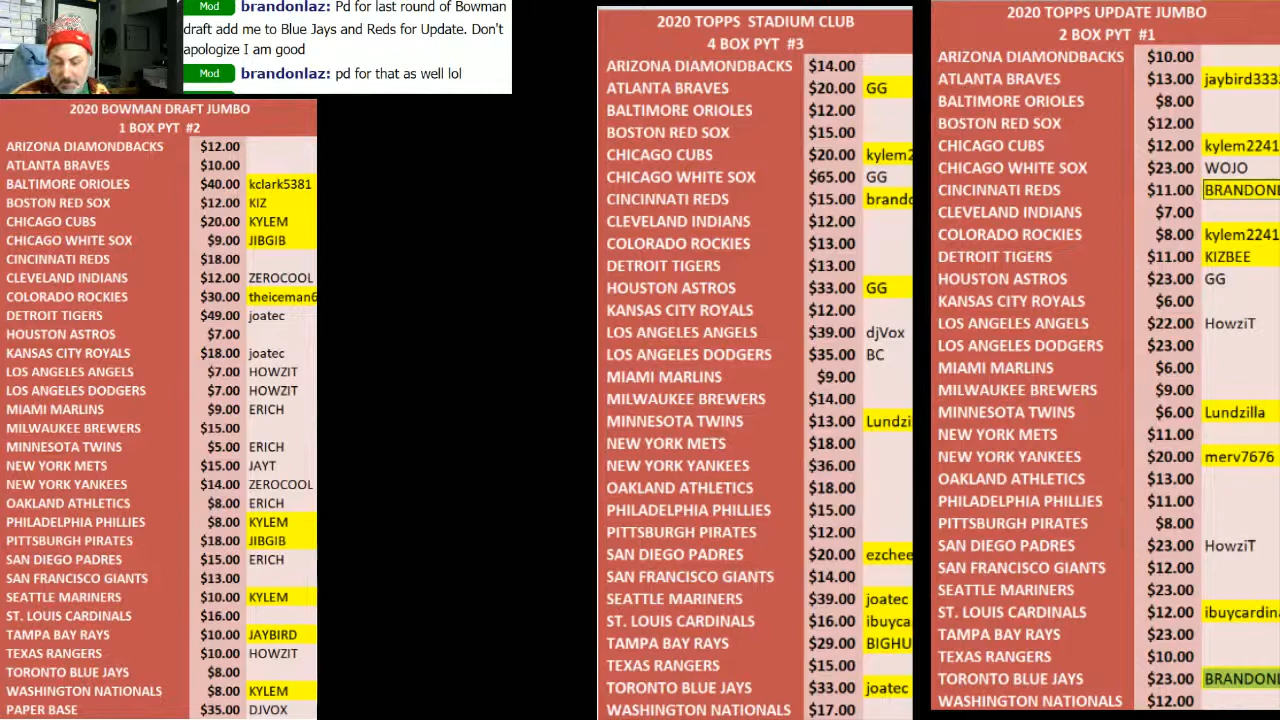 Mod brandonlaz: Pd for last round of Bowman
draft add me to Blue Jays and Reds for Update. Don't
apologize I am good
Mod brandonlaz: pd for that as well lol
2020 BOWMAN DRAFT JUMBO
1 BOX PYT #2
ARIZONA DIAMONDBACKS $12.00
ATLANTA BRAVES $10.00
BALTIMORE ORIOLES $40.00 kclark5381
BOSTON RED SOX $12.00 KIZ
CHICAGO CUBS $20.00 KYLEM
CHICAGO WHITE SOX $9.00 JIBGIB
CINCINNATI REDS $18.00
CLEVELAND INDIANS $12.00 ZEROCOOL
COLORADO ROCKIES $30.00 theiceman6
DETROIT TIGERS $49.00 joatec
HOUSTON ASTROS $7.00
KANSAS CITY ROYALS $18.00 joatec
LOS ANGELES ANGELS $7.00 HOWZIT
LOS ANGELES DODGERS $7.00 HOWZIT
MIAMI MARLINS $9.00 ERICH
MILWAUKEE BREWERS $15.00
MINNESOTA TWINS $5.00 ERICH
NEW YORK METS $15.00 JAYT
NEW YORK YANKEES $14.00 ZEROCOOL
OAKLAND ATHLETICS $8.00 ERICH
PHILADELPHIA PHILLIES $8.00 KYLEM
PITTSBURGH PIRATES $18.00 JIBGIB
SAN DIEGO PADRES $15.00 ERICH
SAN FRANCISCO GIANTS $13.00
SEATTLE MARINERS $10.00 KYLEM
ST. LOUIS CARDINALS $16.00
TAMPA BAY RAYS $10.00 JAYBIRD
TEXAS RANGERS $10.00 HOWZIT
TORONTO BLUE JAYS $8.00
WASHINGTON NATIONALS $8.00 KYLEM
PAPER BASE $35.00 DJVOX
2020 TOPPS STADIUM CLUB
4 BOX PYT #3
ARIZONA DIAMONDBACKS $14.00
ATLANTA BRAVES $20.00 GG
BALTIMORE ORIOLES $12.00
BOSTON RED SOX $15.00
CHICAGO CUBS $20.00 kylem2
CHICAGO WHITE SOX $65.00 GG
CINCINNATI REDS $15.00 brando
CLEVELAND INDIANS $12.00
COLORADO ROCKIES $13.00
DETROIT TIGERS $13.00
HOUSTON ASTROS $33.00 GG
KANSAS CITY ROYALS $12.00
LOS ANGELES ANGELS $39.00 djVox
LOS ANGELES DODGERS $35.00 BC
MIAMI MARLINS $9.00
MILWAUKEE BREWERS $14.00
MINNESOTA TWINS $13.00 Lundzi
NEW YORK METS $18.00
NEW YORK YANKEES $36.00
OAKLAND ATHLETICS $18.00
PHILADELPHIA PHILLIES $15.00
PITTSBURGH PIRATES $12.00
SAN DIEGO PADRES $20.00 ezchee
SAN FRANCISCO GIANTS $14.00
SEATTLE MARINERS $39.00 joatec
ST. LOUIS CARDINALS $16.00 ibuyca
TAMPA BAY RAYS $29.00 BIGHU
TEXAS RANGERS $15.00
TORONTO BLUE JAYS $33.00 joatec
WASHINGTON NATIONALS $17.00
2020 TOPPS UPDATE JUMBO
2 BOX PYT #1
ARIZONA DIAMONDBACKS $10.00
ATLANTA BRAVES $13.00 jaybird333
BALTIMORE ORIOLES $8.00
BOSTON RED SOX $12.00
CHICAGO CUBS $12.00 kylem2241
CHICAGO WHITE SOX $23.00 WOJO
CINCINNATI REDS $11.00 BRANDONL
CLEVELAND INDIANS $7.00
COLORADO ROCKIES $8.00 kylem2241
DETROIT TIGERS $11.00 KIZBEE
HOUSTON ASTROS $23.00 GG
KANSAS CITY ROYALS $6.00
LOS ANGELES ANGELS $22.00 HowziT
LOS ANGELES DODGERS $23.00
MIAMI MARLINS $6.00
MILWAUKEE BREWERS $9.00
MINNESOTA TWINS $6.00 Lundzilla
NEW YORK METS $11.00
NEW YORK YANKEES $20.00 merv7676
OAKLAND ATHLETICS $13.00
PHILADELPHIA PHILLIES $11.00
PITTSBURGH PIRATES $8.00
SAN DIEGO PADRES $23.00 HowziT
SAN FRANCISCO GIANTS $12.00
SEATTLE MARINERS $23.00
ST. LOUIS CARDINALS $12.00 ibuycardin
TAMPA BAY RAYS $23.00
TEXAS RANGERS $10.00
TORONTO BLUE JAYS $23.00 BRANDONL
WASHINGTON NATIONALS $12.00